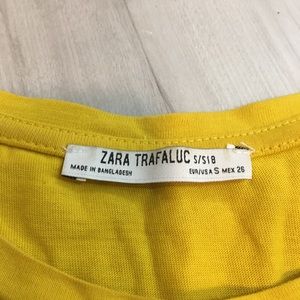 ZARA TRAFALUC S/S18
MADE IN BANGLADESH EUR/USA S MEX 26